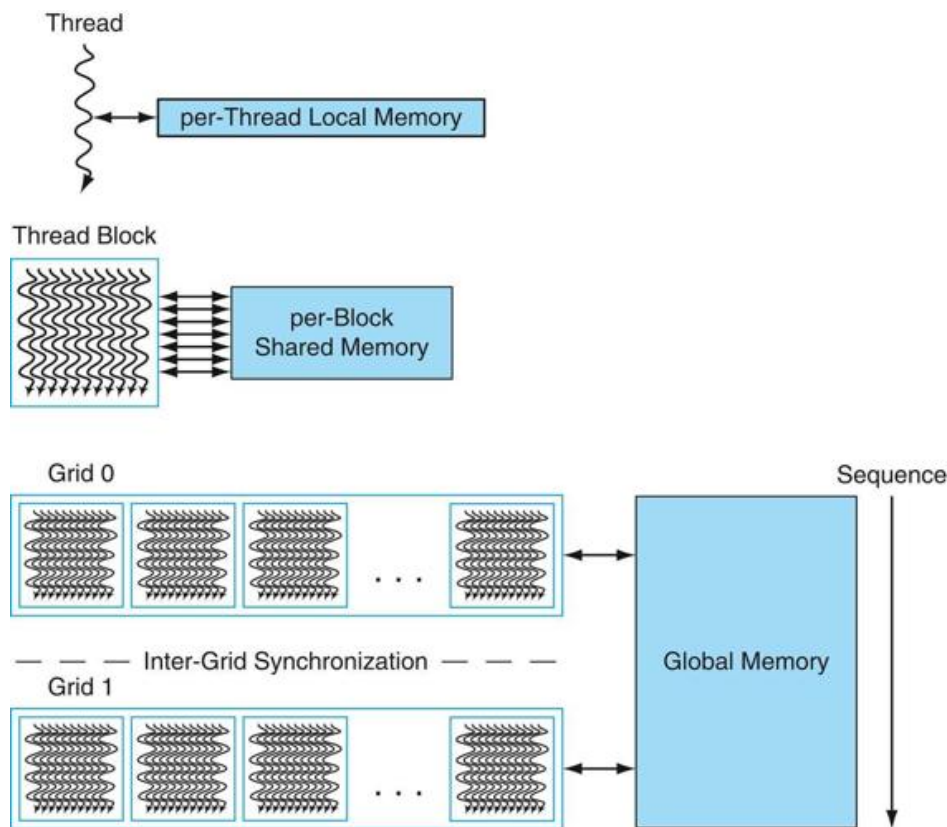 Thread
per-Thread Local Memory
Thread Block
per-Block
Shared Memory
Grid 0
Sequence
. . .
Inter-Grid Synchronization
Global Memory
Grid 1
. . .